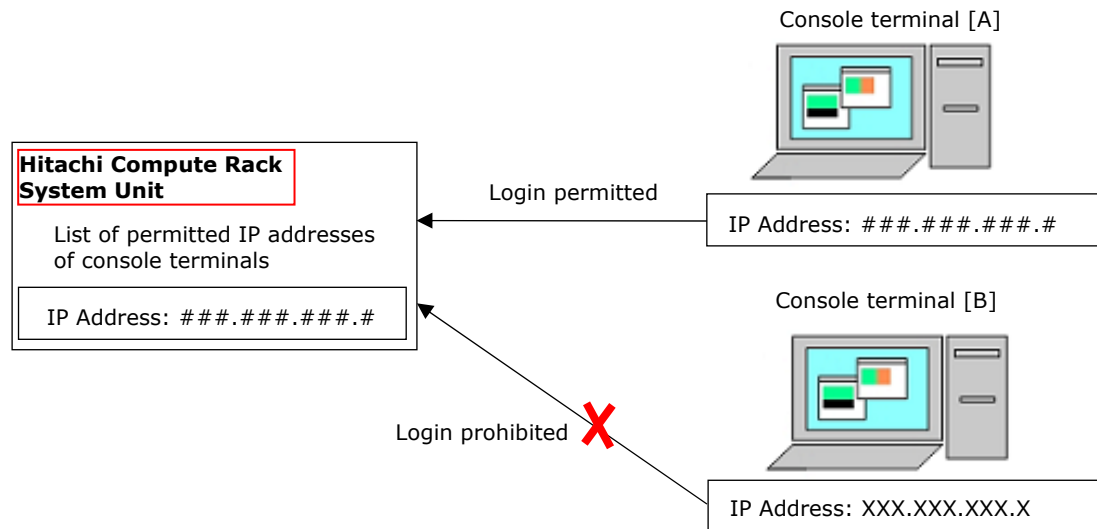 Console terminal [A]
Hitachi Compute Rack
System Unit
Login permitted
List of permitted IP addresses
of console terminals
IP Address: ###.###.###.#
IP Address: ###.###.###.#
Console terminal [B]
Login prohibited
IP Address: XXX.XXX.XXX.X